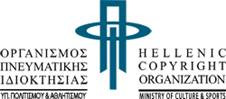 ΟΡΓΑΝΙΣΜΟΣ
ΠΝΕΥΜΑΤΙΚΗΣ
ΙΔΙΟΚΤΗΣΙΑΣ
ΥΠ. ΠΟΛΙΤΙΣΜΟΥ & ΑΘΛΗΤΙΣΜΟΥ
HELLENIC
COPYRIGHT
ORGANIZATION
MINISTRY OF CULTURE & SPORTS